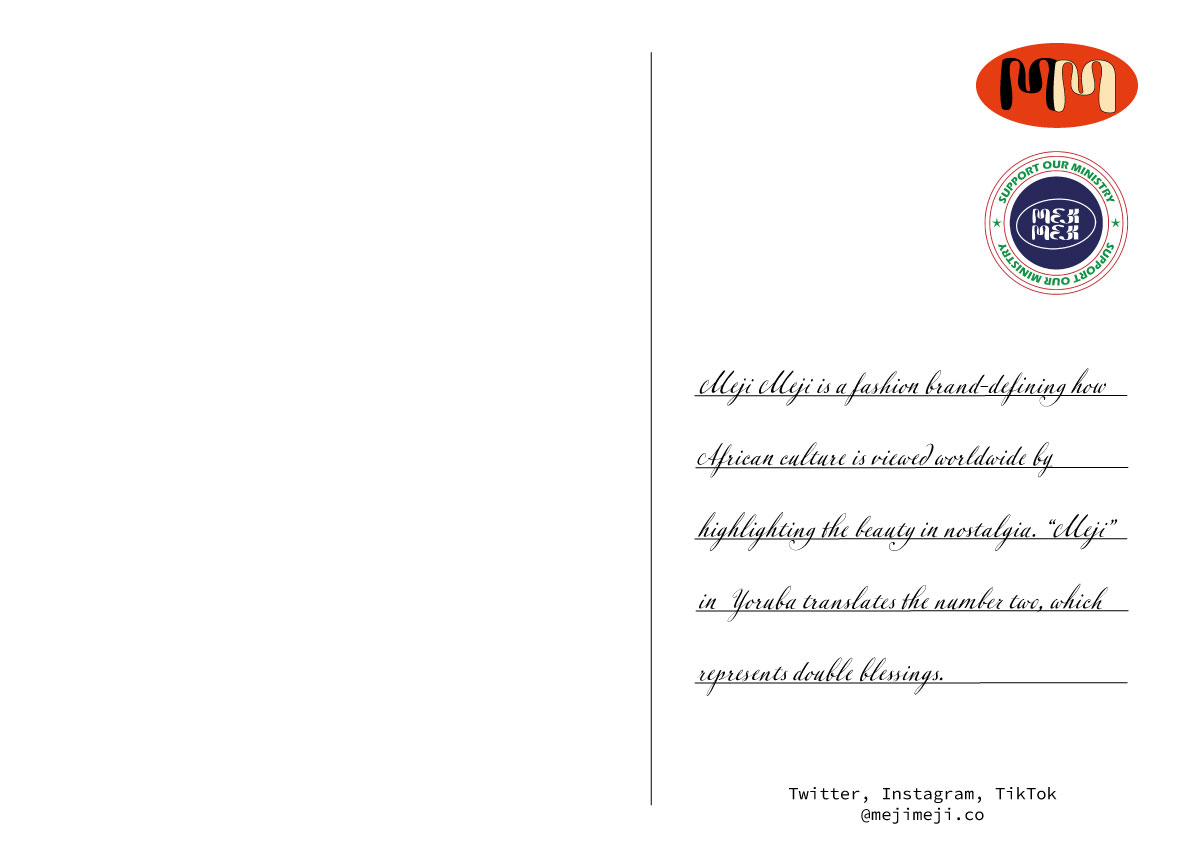 MM
SUPPORT OUR MINISTRY
MEJI
MEJI
SUPPORT OUR MINISTRY
Meji Meji is a fashion brand-defining how
African culture is viewed worldwide by
highlighting the beauty in nostalgia. “Meji”
in Yoruba translates the number two, which
represents double blessings.
Twitter, Instagram, TikTok
@mejimeji.co